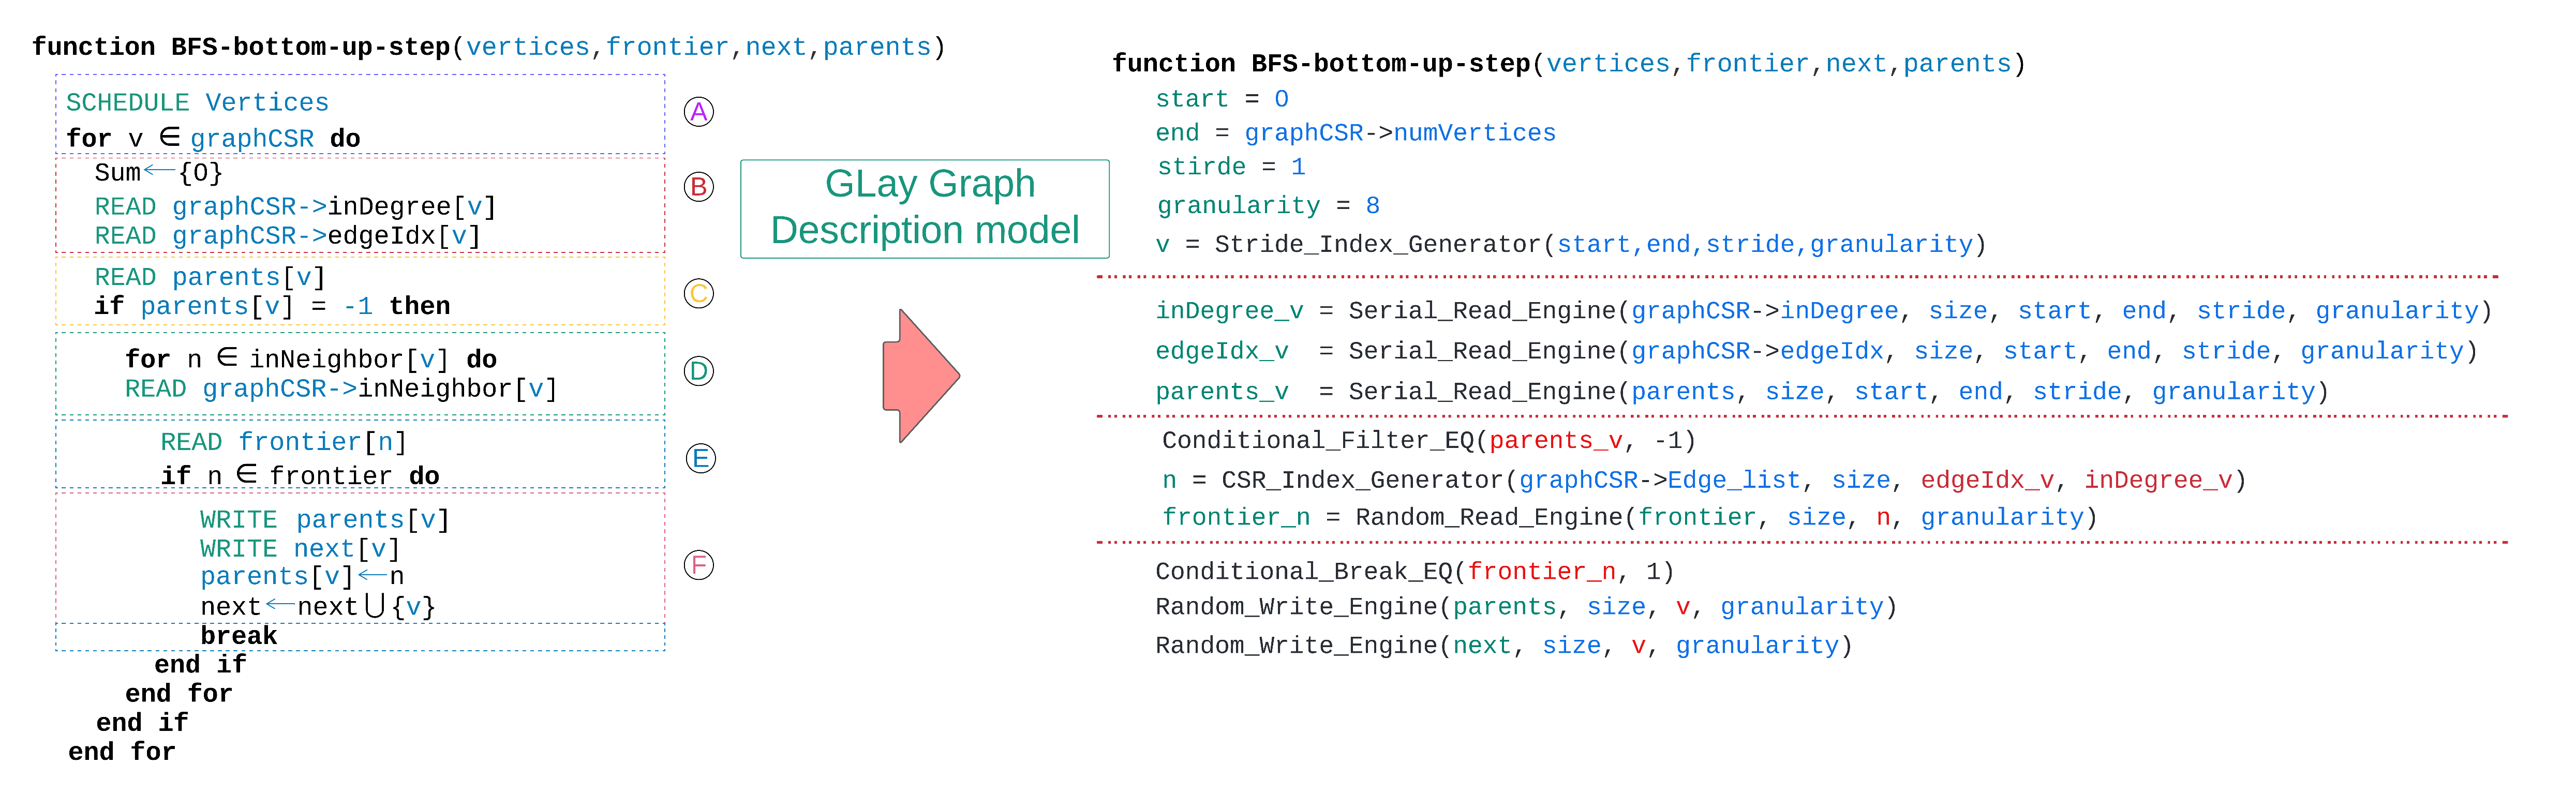 function BFS-bottom-up-step(vertices,frontier,next,parents)
SCHEDULE Vertices
for v ∈ graphCSR do
Sum←{0}
READ graphCSR->inDegree[v]
READ graphCSR->edgeIdx[v]
READ parents[v]
if parents[v] = -1 then
for n ∈ inNeighbor[v] do
READ graphCSR->inNeighbor[v]
READ frontier[n]
if n ∈ frontier do
WRITE parents[v]
WRITE next[v]
parents[v]←n
next←next⋃{v}
break
end if
end for
end if
end for
A
B
C
D
E
F
GLay Graph
Description model
function BFS-bottom-up-step(vertices,frontier,next,parents)
start = 0
end = graphCSR->numVertices
stirde = 1
granularity = 8
v = Stride_Index_Generator(start,end,stride,granularity)
inDegree_v = Serial_Read_Engine(graphCSR->inDegree, size, start, end, stride, granularity)
edgeIdx_v = Serial_Read_Engine(graphCSR->edgeIdx, size, start, end, stride, granularity)
parents_v = Serial_Read_Engine(parents, size, start, end, stride, granularity)
Conditional_Filter_EQ(parents_v, -1)
n = CSR_Index_Generator(graphCSR->Edge_list, size, edgeIdx_v, inDegree_v)
frontier_n = Random_Read_Engine(frontier, size, n, granularity)
Conditional_Break_EQ(frontier_n, 1)
Random_Write_Engine(parents, size, v, granularity)
Random_Write_Engine(next, size, v, granularity)